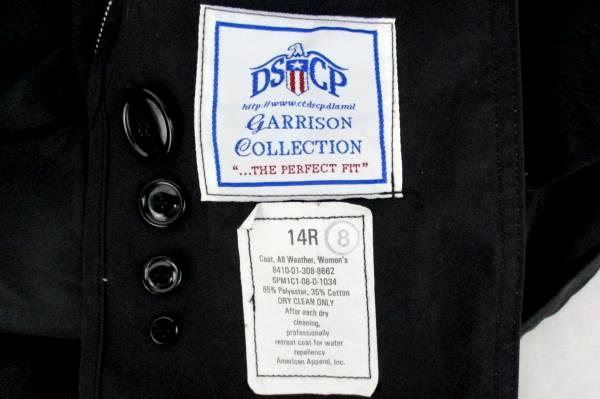 DSCP
http://www.ctdscp.dla.mil
GARRISON
COLLECTION
"...THE PERFECT FIT"
14R 8
Coat, All Weather, Women's
8410-01-308-8662
SPM1C1-08-D-1034
65% Polyester, 35% Cotton
DRY CLEAN ONLY
After each dry
cleaning,
professionally
retreat coat for water
repellency
American Apparel, Inc.